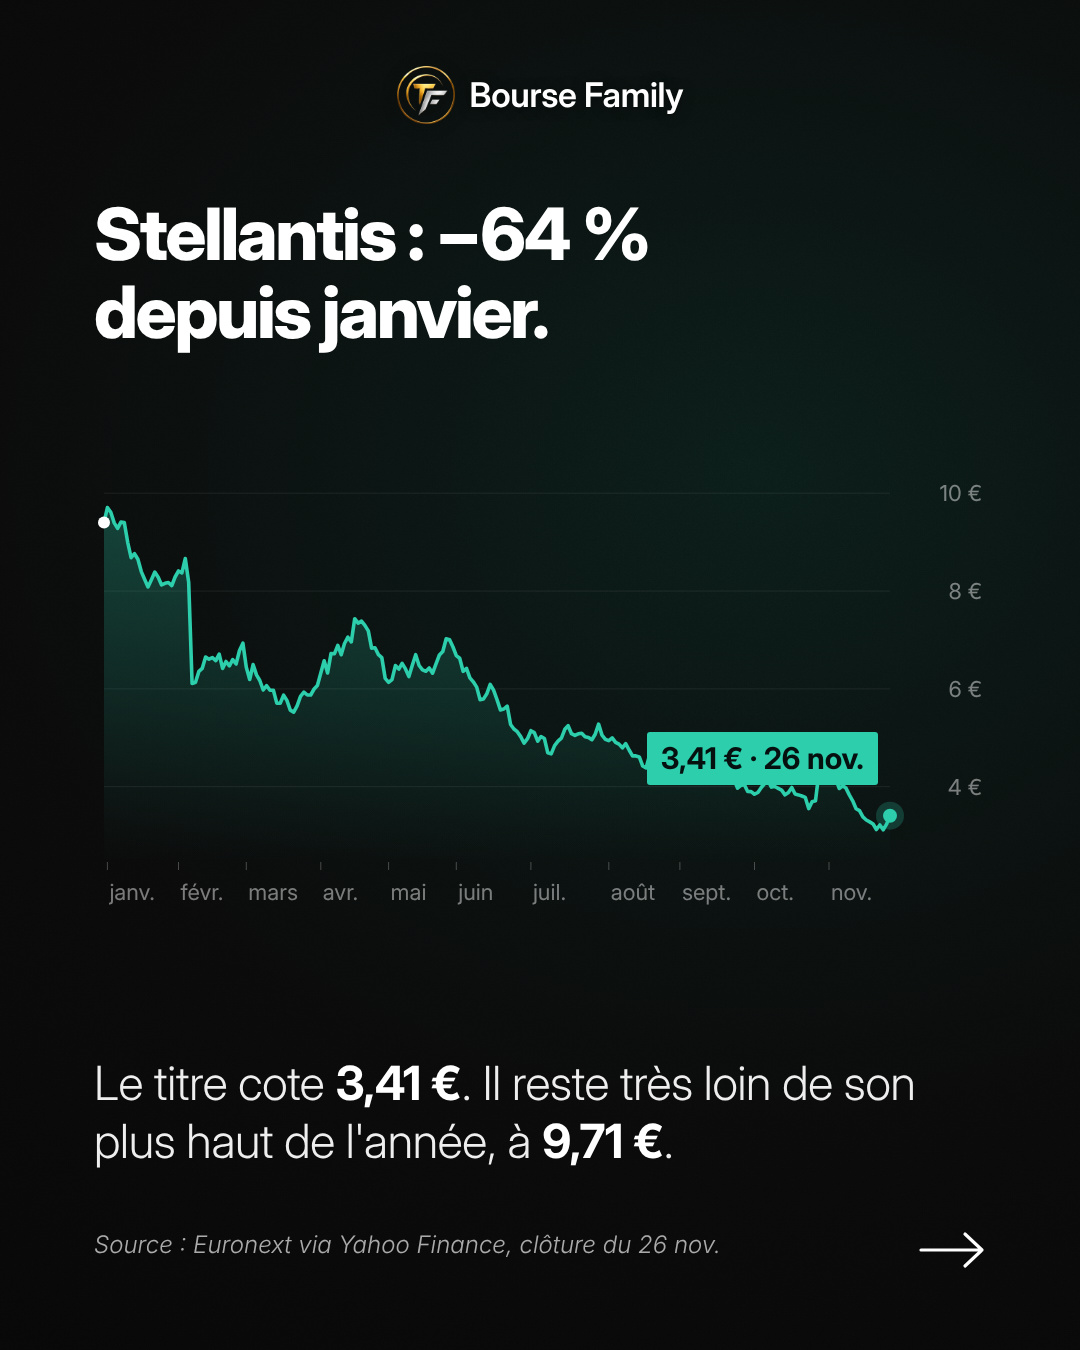 TF Bourse Family
Stellantis : −64 %
depuis janvier.
10 €
8 €
6 €
4 €
3,41 € · 26 nov.
janv. févr. mars avr. mai juin juil. août sept. oct. nov.
Le titre cote 3,41 €. Il reste très loin de son
plus haut de l'année, à 9,71 €.
Source : Euronext via Yahoo Finance, clôture du 26 nov.